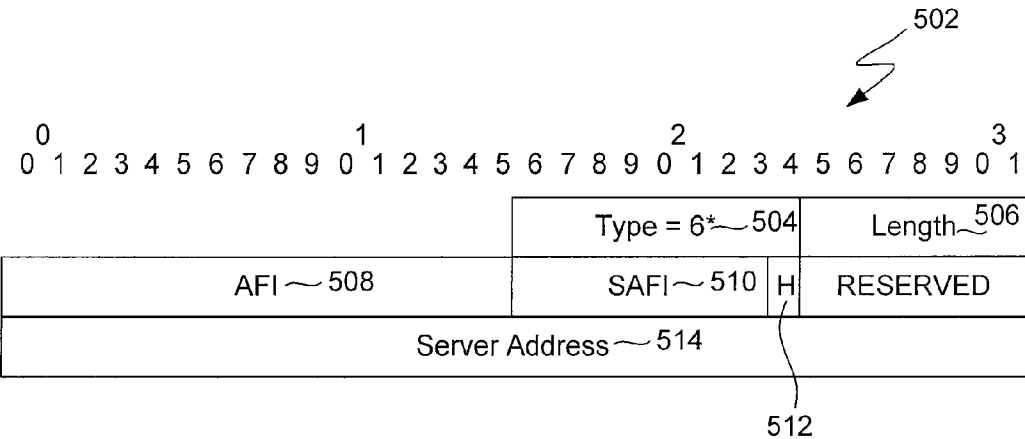 502
0 1 2 3
0 1 2 3 4 5 6 7 8 9 0 1 2 3 4 5 6 7 8 9 0 1 2 3 4 5 6 7 8 9 0 1
Type = 6* 504 Length 506
AFI 508 SAFI 510 H RESERVED
Server Address 514
512